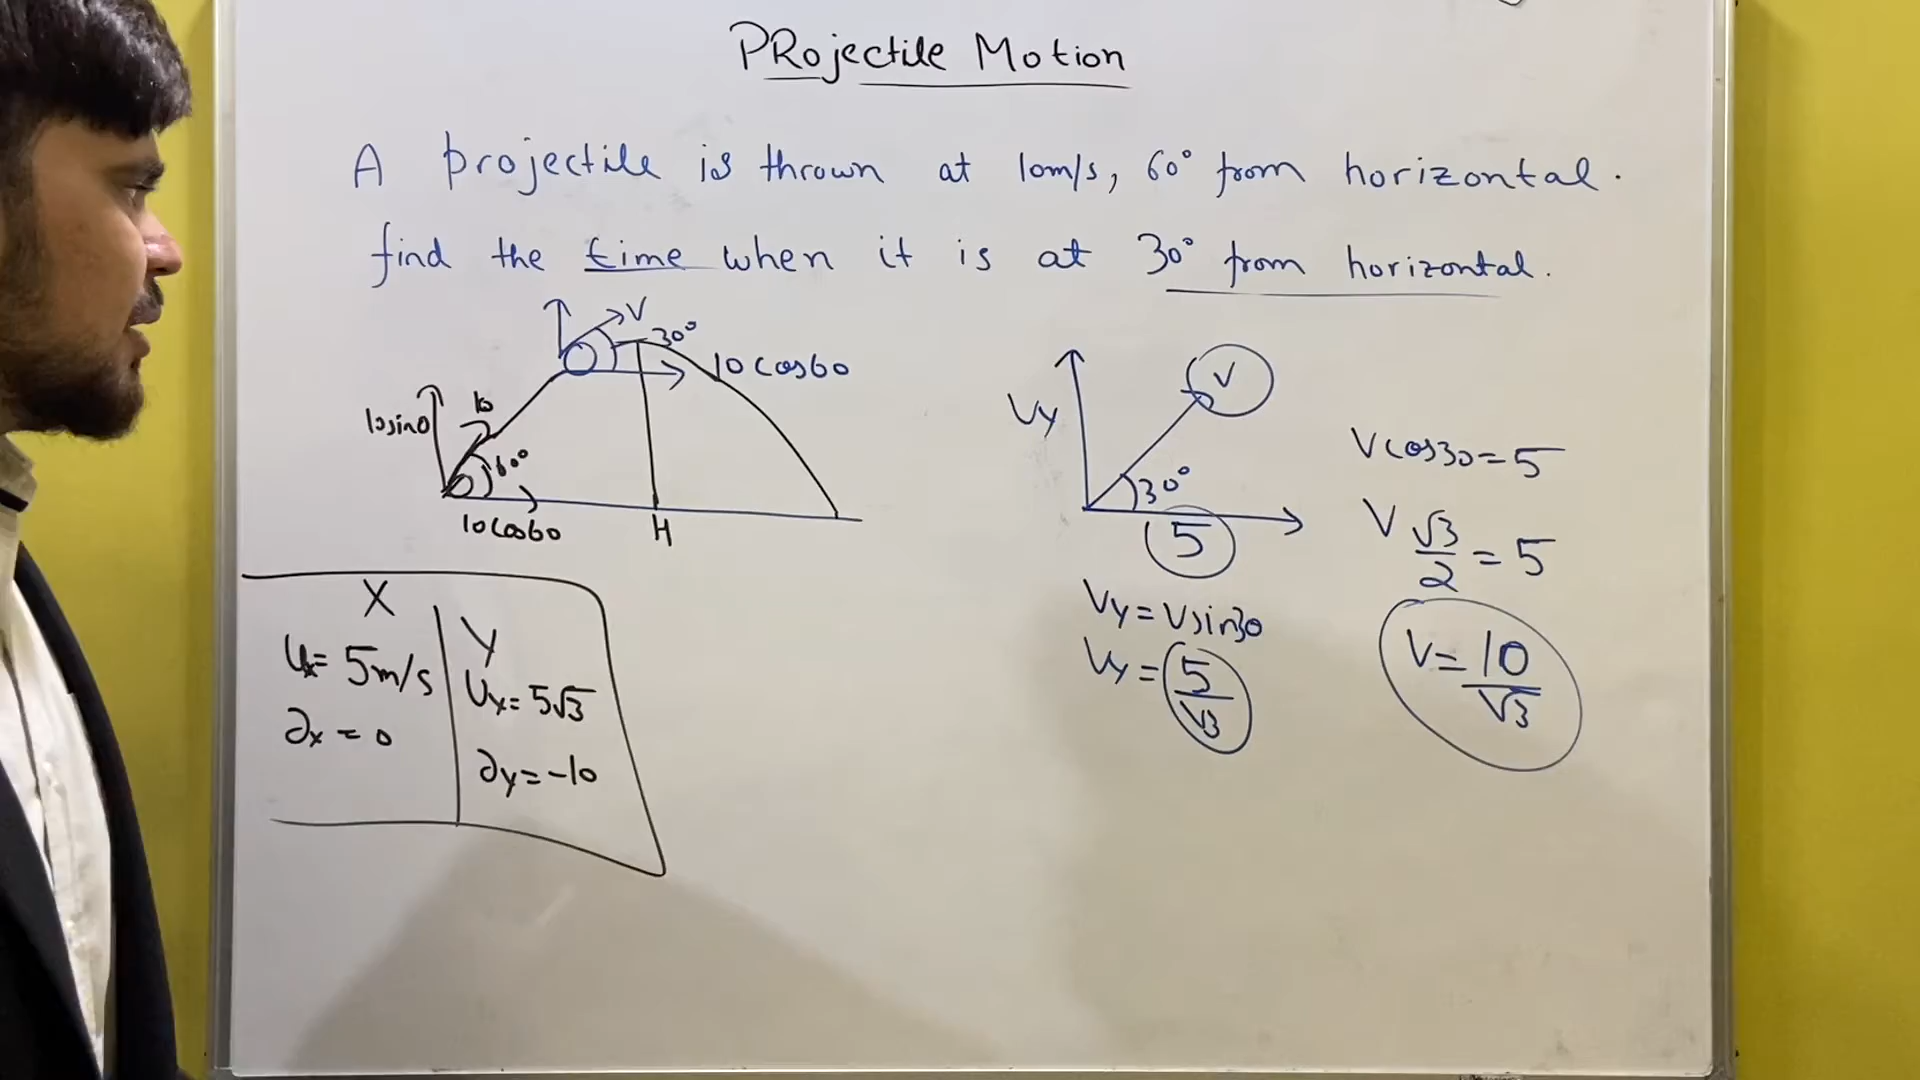 PRojectile Motion
A projectile is thrown at 10m/s, 60° from horizontal.
find the time when it is at 30° from horizontal.
V
30°
10 cos60
10
10sinθ
60°
10cos60
H
X
Ux= 5m/s
ax = 0
Y
Uy= 5√3
ay=-10
V
Vy
30°
5
Vy=Vsin30
Vy= 5/√3
Vcos30=5
V √3/2 = 5
V= 10/√3